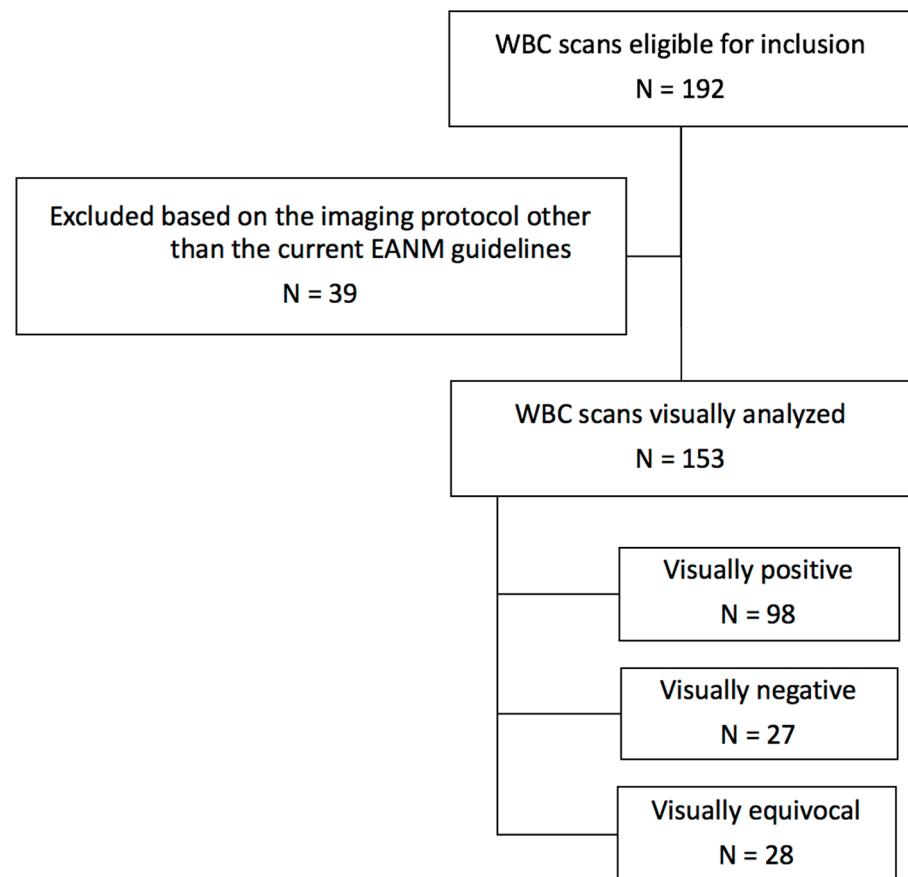 WBC scans eligible for inclusion
N = 192
Excluded based on the imaging protocol other
than the current EANM guidelines
N = 39
WBC scans visually analyzed
N = 153
Visually positive
N = 98
Visually negative
N = 27
Visually equivocal
N = 28